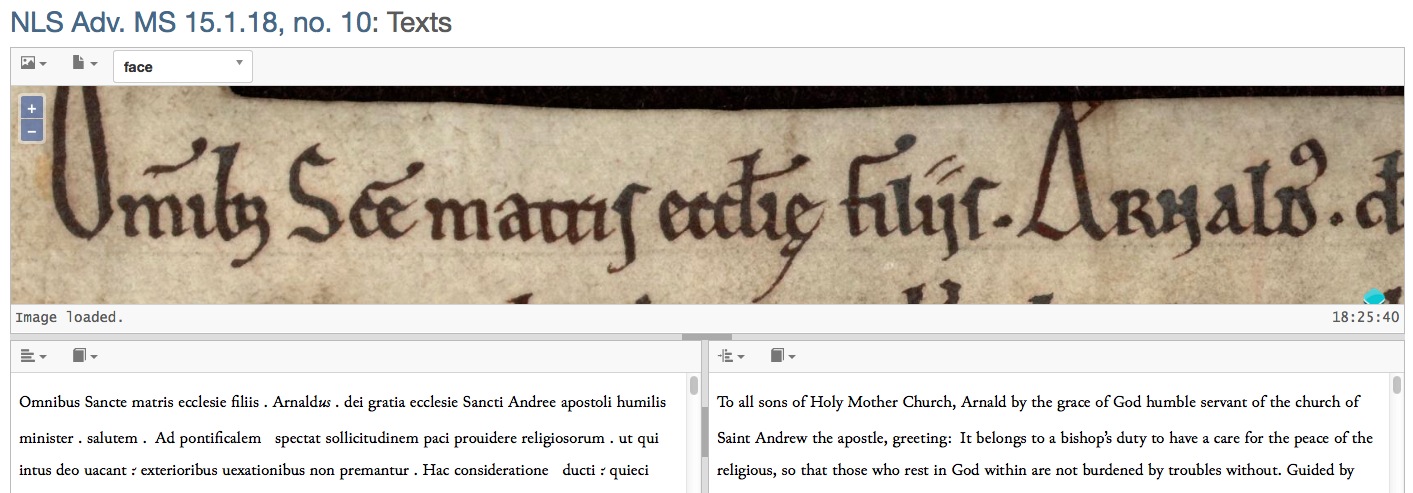 NLS Adv. MS 15.1.18, no. 10: Texts
face
+
−
Om̄ibꝫ Sc̄e matris eccl̄ię filijs . Arnaldꝰ . d̄
Image loaded.
18:25:40
Omnibus Sancte matris ecclesie filiis . Arnaldus . dei gratia ecclesie Sancti Andree apostoli humilis
minister . salutem . Ad pontificalem spectat sollicitudinem paci prouidere religiosorum . ut qui
intus deo uacant : exterioribus uexationibus non premantur . Hac consideratione ducti : quieci
To all sons of Holy Mother Church, Arnald by the grace of God humble servant of the church of
Saint Andrew the apostle, greeting: It belongs to a bishop’s duty to have a care for the peace of the
religious, so that those who rest in God within are not burdened by troubles without. Guided by